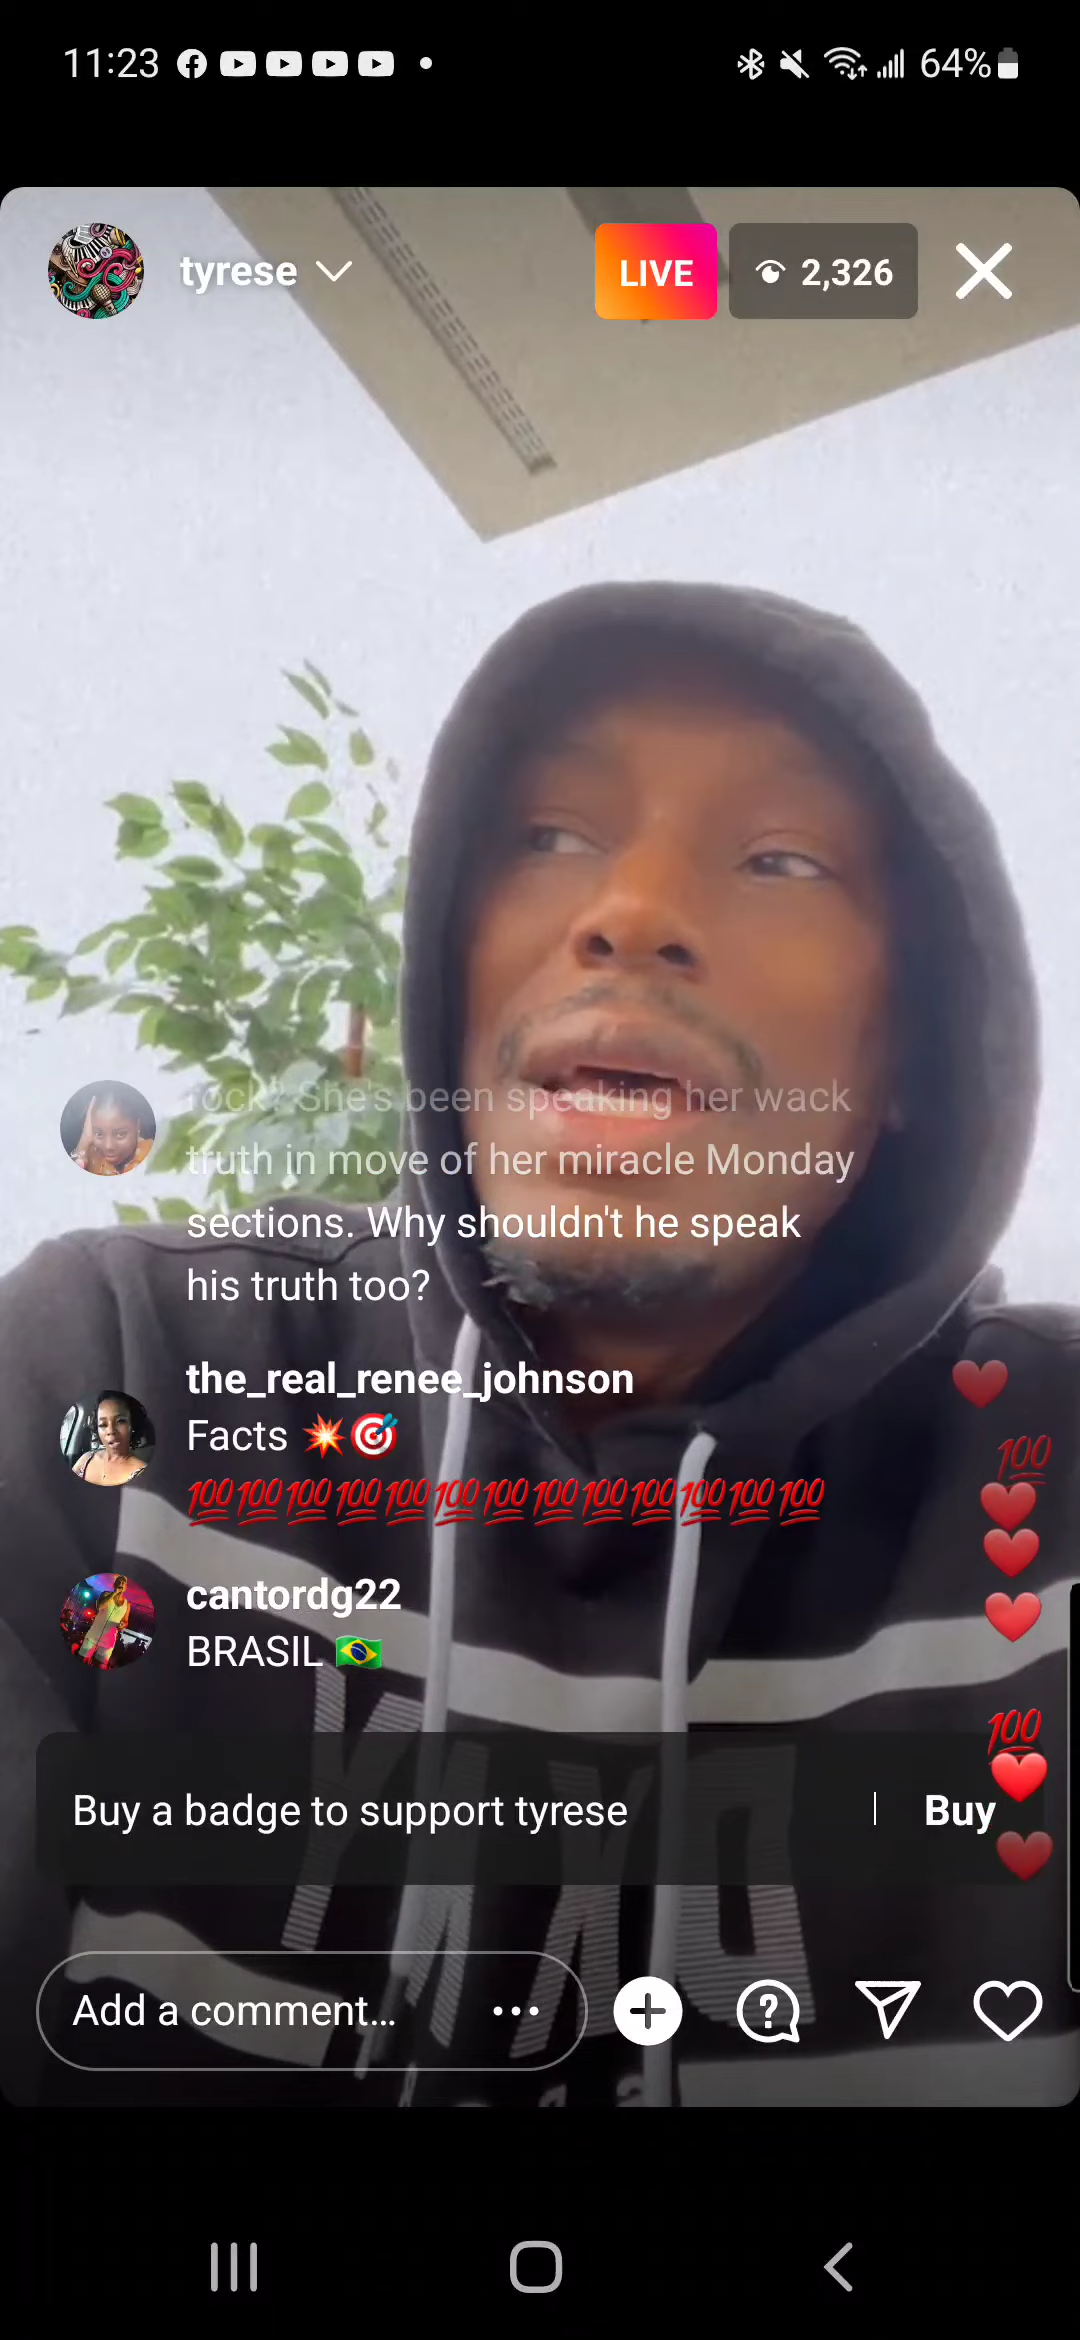 11:23
64%
tyrese
LIVE
2,326
rock? She's been speaking her wack
truth in move of her miracle Monday
sections. Why shouldn't he speak
his truth too?
the_real_renee_johnson
Facts 💥🎯
💯💯💯💯💯💯💯💯💯💯💯💯💯
cantordg22
BRASIL 🇧🇷
Buy a badge to support tyrese
Buy
DKNY
Add a comment...